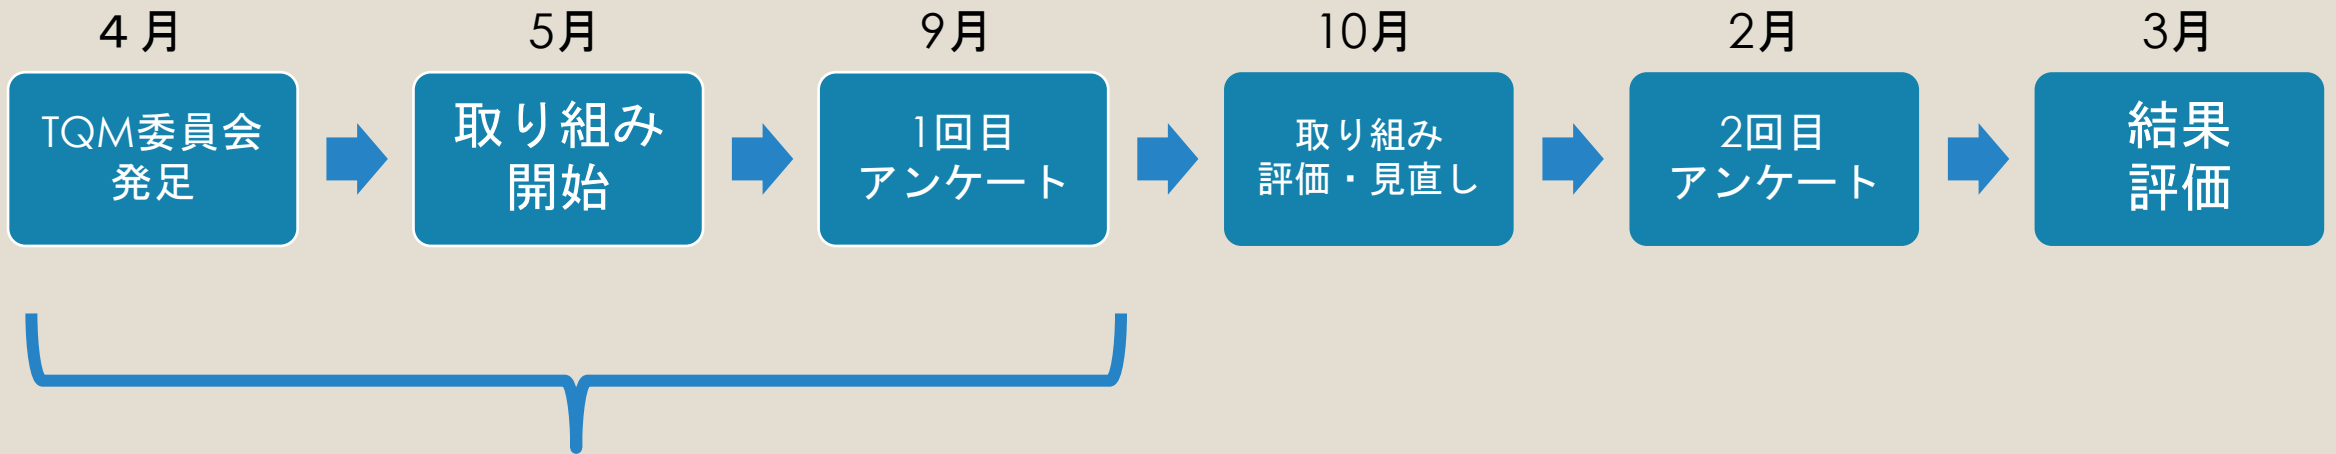 4 月
5月
9月
10月
2月
3月
TQM委員会
発足
取り組み
開始
1回目
アンケート
取り組み
評価・見直し
2回目
アンケート
結果
評価